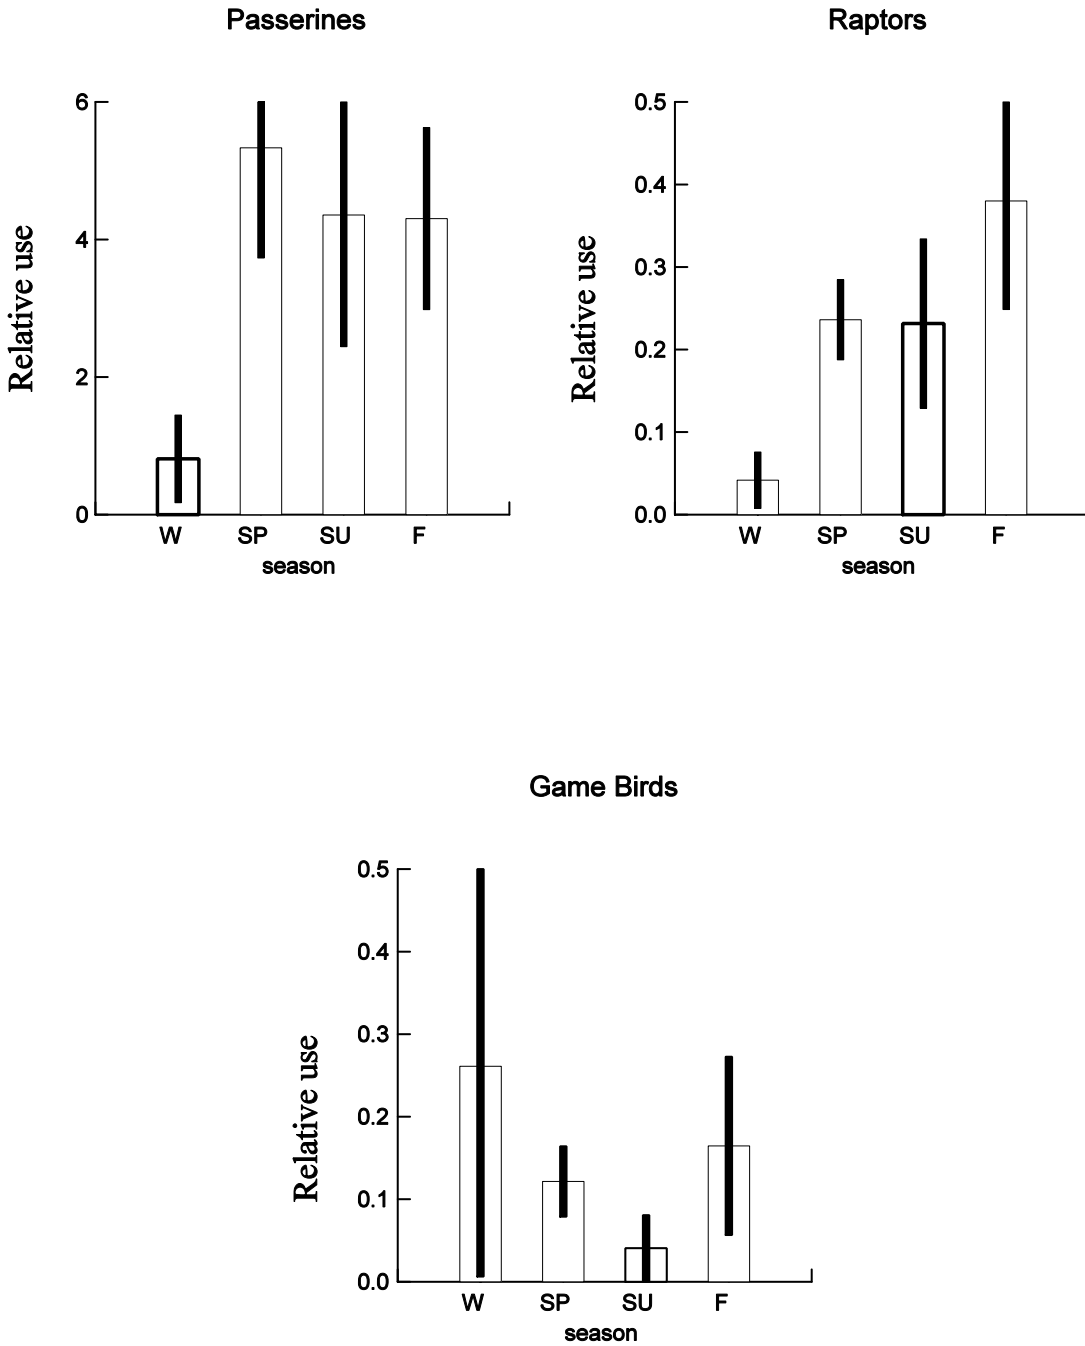 Passerines
6
4
2
0
Relative use
W SP SU F
season
Raptors
0.5
0.4
0.3
0.2
0.1
0.0
Relative use
W SP SU F
season
Game Birds
0.5
0.4
0.3
0.2
0.1
0.0
Relative use
W SP SU F
season